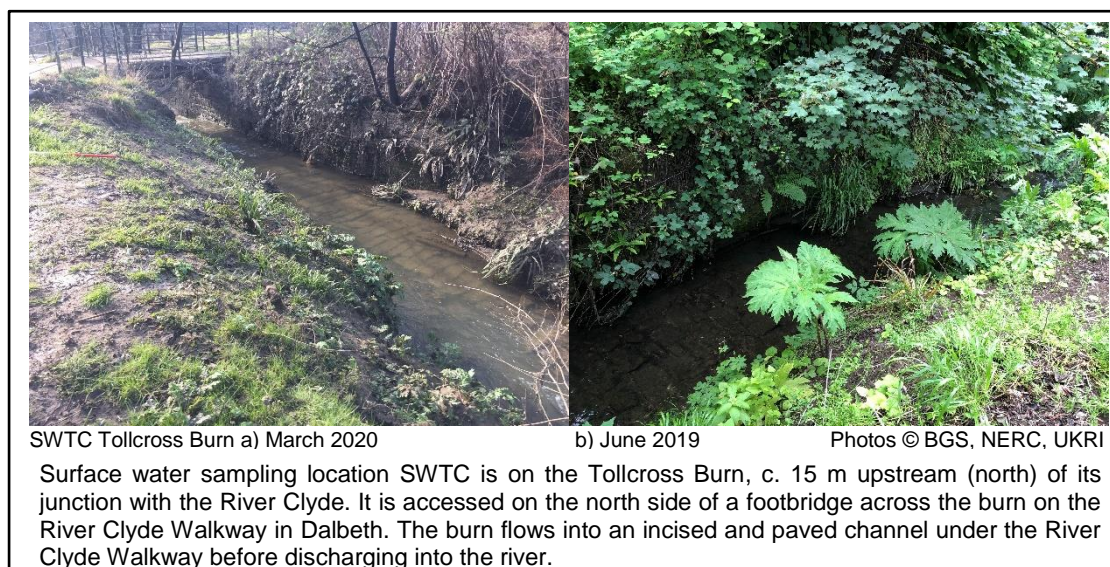 SWTC Tollcross Burn a) March 2020 b) June 2019 Photos © BGS, NERC, UKRI
Surface water sampling location SWTC is on the Tollcross Burn, c. 15 m upstream (north) of its
junction with the River Clyde. It is accessed on the north side of a footbridge across the burn on the
River Clyde Walkway in Dalbeth. The burn flows into an incised and paved channel under the River
Clyde Walkway before discharging into the river.